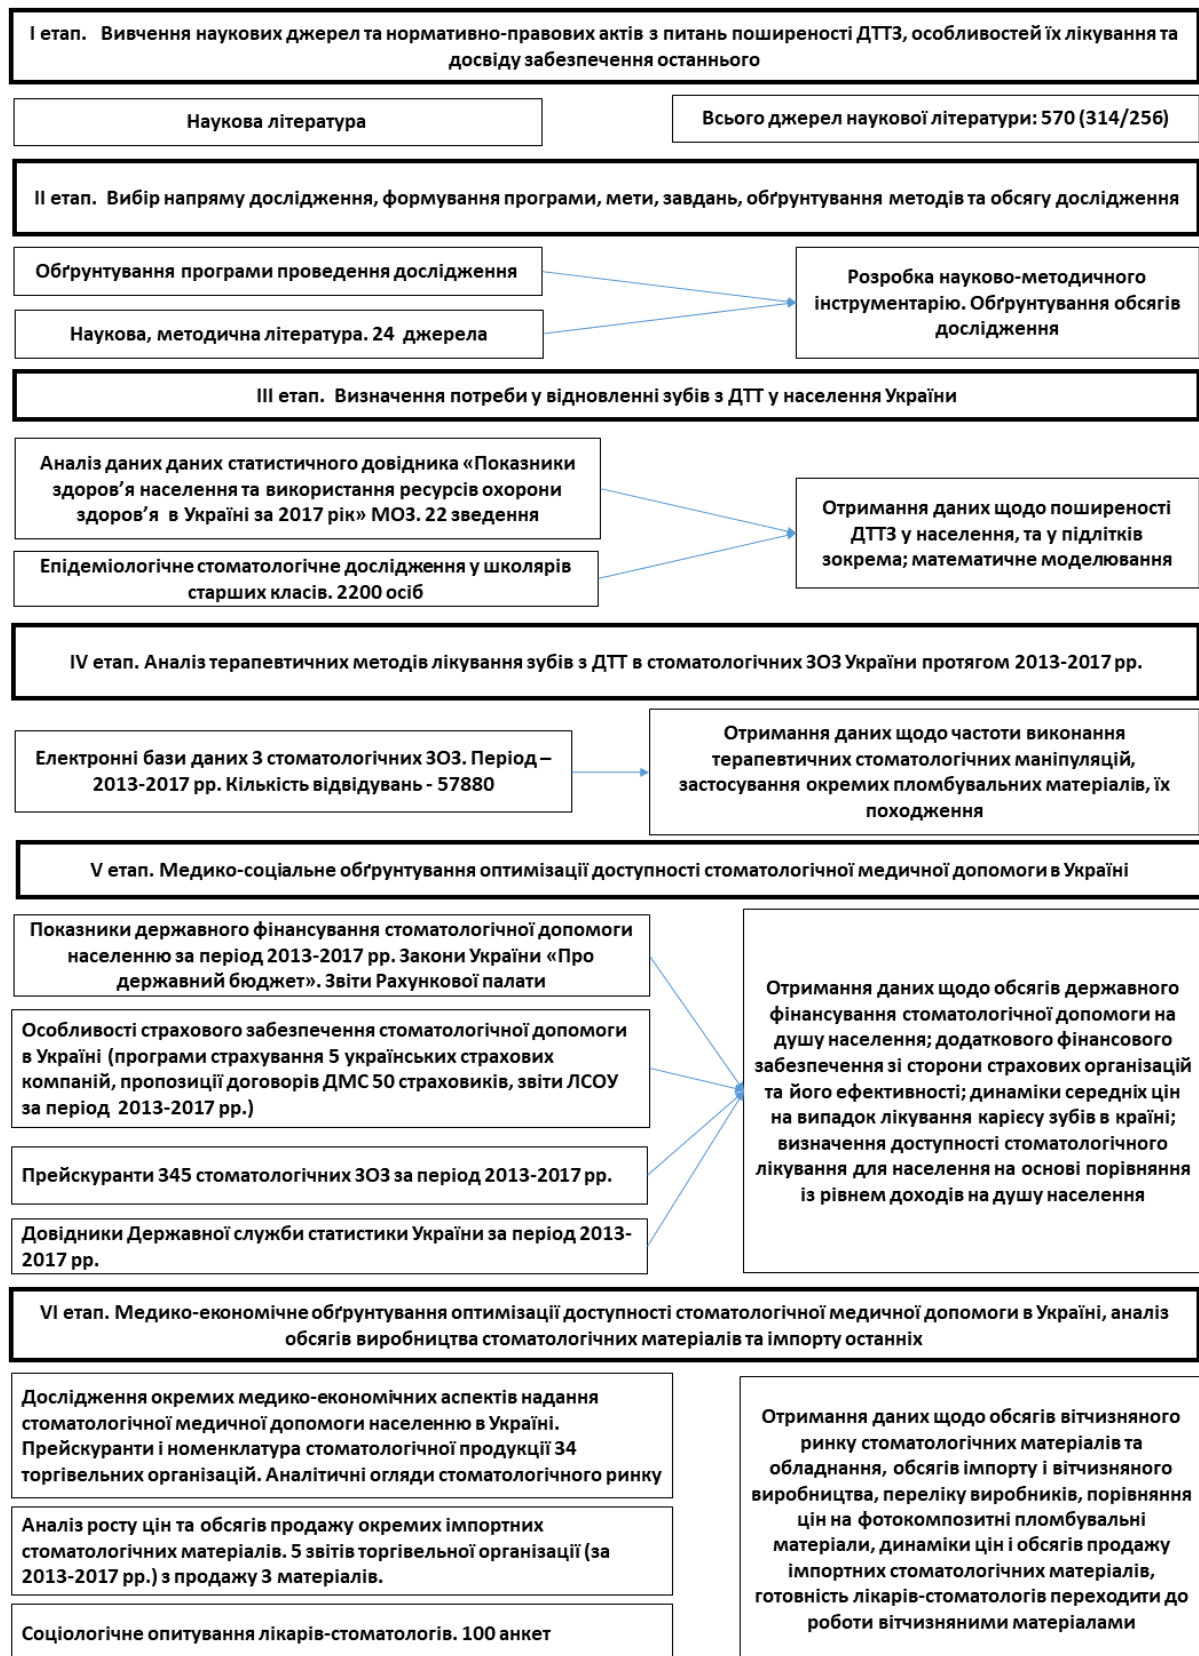 І етап.   Вивчення наукових джерел та нормативно-правових актів з питань поширеності ДТТЗ, особливостей їх лікування та
досвіду забезпечення останнього
Наукова література
Всього джерел наукової літератури: 570 (314/256)
ІІ етап.  Вибір напряму дослідження, формування програми, мети, завдань, обґрунтування методів та обсягу дослідження
Обґрунтування програми проведення дослідження
Наукова, методична література. 24  джерела
Розробка науково-методичного
інструментарію. Обґрунтування обсягів
дослідження
ІІІ етап.  Визначення потреби у відновленні зубів з ДТТ у населення України
Аналіз даних даних статистичного довідника «Показники
здоров’я населення та використання ресурсів охорони
здоров’я  в Україні за 2017 рік» МОЗ. 22 зведення
Епідеміологічне стоматологічне дослідження у школярів
старших класів. 2200 осіб
Отримання даних щодо поширеності
ДТТЗ у населення, та у підлітків
зокрема; математичне моделювання
IV етап. Аналіз терапевтичних методів лікування зубів з ДТТ в стоматологічних ЗОЗ України протягом 2013-2017 рр.
Електронні бази даних 3 стоматологічних ЗОЗ. Період –
2013-2017 рр. Кількість відвідувань - 57880
Отримання даних щодо частоти виконання
терапевтичних стоматологічних маніпуляцій,
застосування окремих пломбувальних матеріалів, їх
походження
V етап. Медико-соціальне обґрунтування оптимізації доступності стоматологічної медичної допомоги в Україні
Показники державного фінансування стоматологічної допомоги
населенню за період 2013-2017 рр. Закони України «Про
державний бюджет». Звіти Рахункової палати
Особливості страхового забезпечення стоматологічної допомоги
в Україні (програми страхування 5 українських страхових
компаній, пропозиції договорів ДМС 50 страховиків, звіти ЛСОУ
за період  2013-2017 рр.)
Прейскуранти 345 стоматологічних ЗОЗ за період 2013-2017 рр.
Довідники Державної служби статистики України за період 2013-
2017 рр.
Отримання даних щодо обсягів державного
фінансування стоматологічної допомоги на
душу населення; додаткового фінансового
забезпечення зі сторони страхових організацій
та його ефективності; динаміки середніх цін
на випадок лікування карієсу зубів в країні;
визначення доступності стоматологічного
лікування для населення на основі порівняння
із рівнем доходів на душу населення
VI етап. Медико-економічне обґрунтування оптимізації доступності стоматологічної медичної допомоги в Україні, аналіз
обсягів виробництва стоматологічних матеріалів та імпорту останніх
Дослідження окремих медико-економічних аспектів надання
стоматологічної медичної допомоги населенню в Україні.
Прейскуранти і номенклатура стоматологічної продукції 34
торгівельних організацій. Аналітичні огляди стоматологічного ринку
Аналіз росту цін та обсягів продажу окремих імпортних
стоматологічних матеріалів. 5 звітів торгівельної організації (за
2013-2017 рр.) з продажу 3 матеріалів.
Соціологічне опитування лікарів-стоматологів. 100 анкет
Отримання даних щодо обсягів вітчизняного
ринку стоматологічних матеріалів та
обладнання, обсягів імпорту і вітчизняного
виробництва, переліку виробників, порівняння
цін на фотокомпозитні пломбувальні
матеріали, динаміки цін і обсягів продажу
імпортних стоматологічних матеріалів,
готовність лікарів-стоматологів переходити до
роботи вітчизняними матеріалами